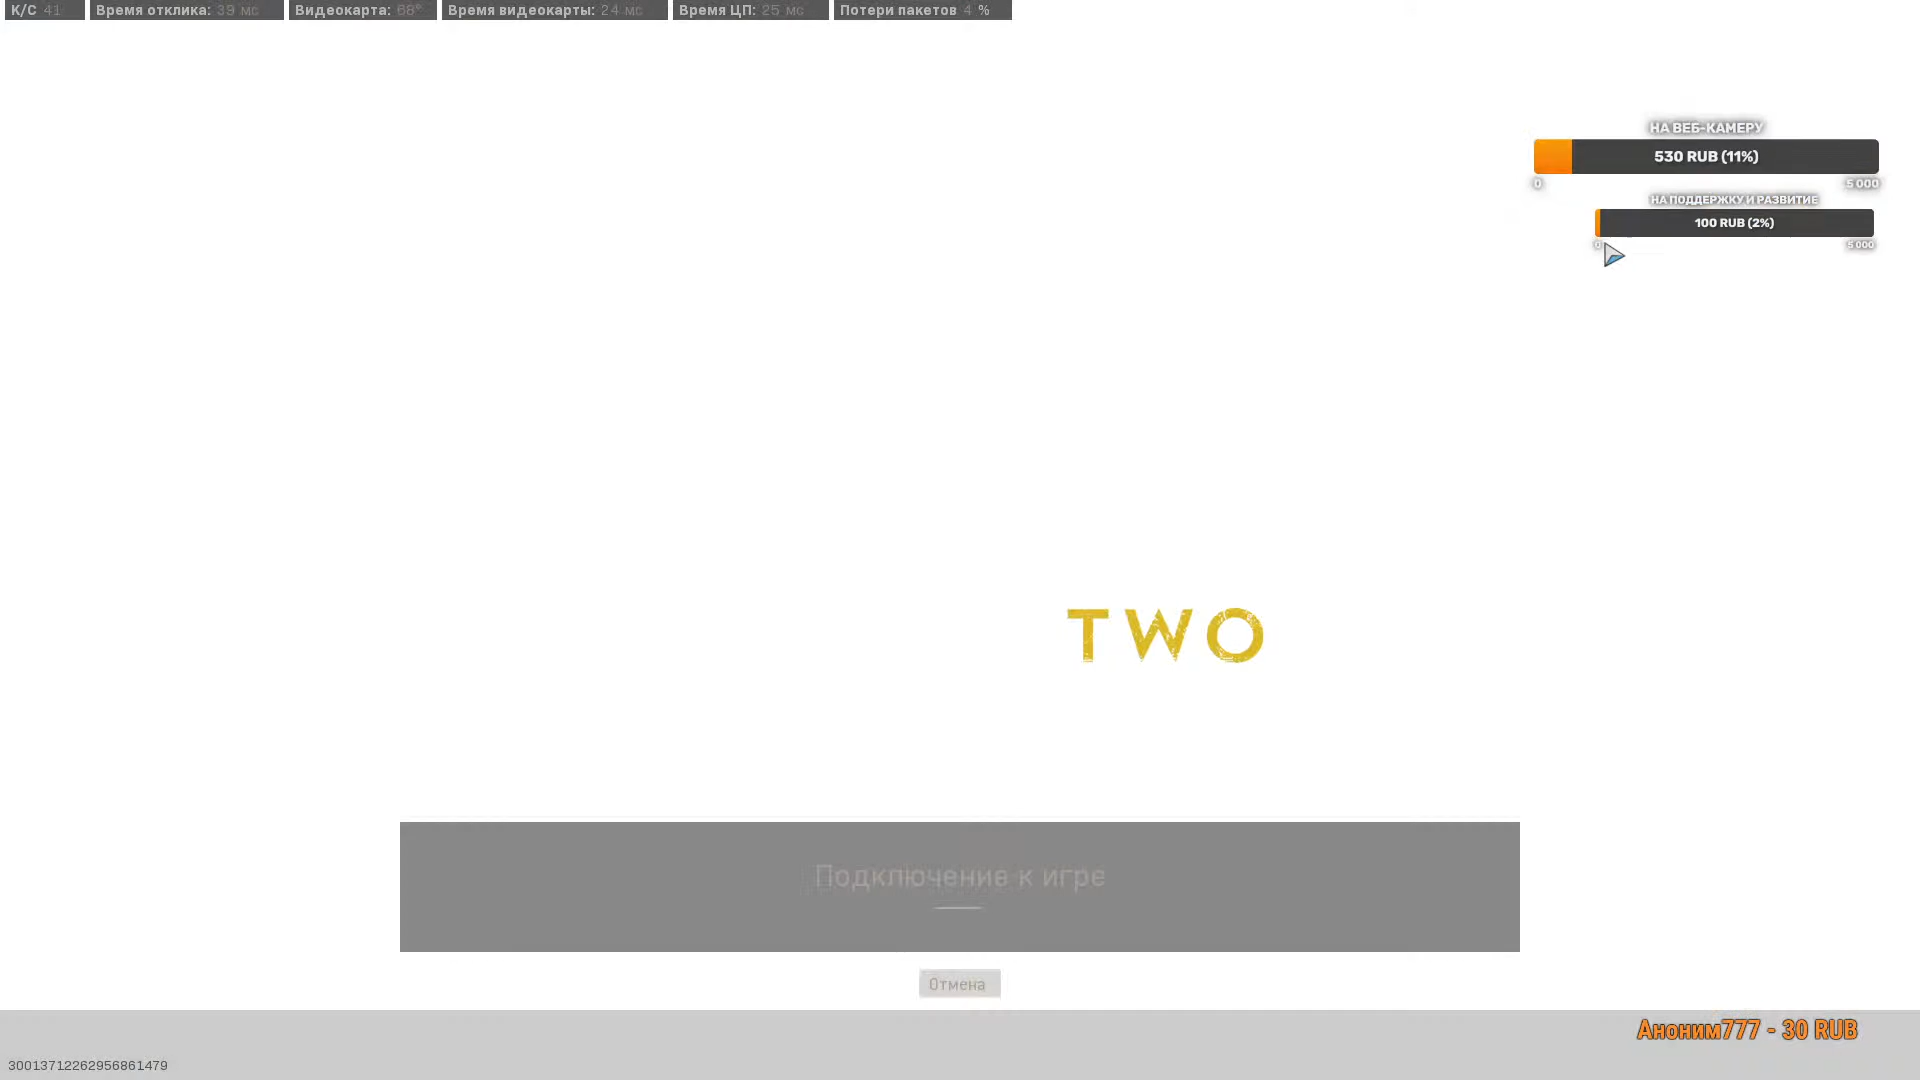 К/С 41 Время отклика: 39 мс Видеокарта: 68° Время видеокарты: 24 мс Время ЦП: 25 мс Потери пакетов 4 %
НА ВЕБ-КАМЕРУ
530 RUB (11%)
0 5 000
НА ПОДДЕРЖКУ И РАЗВИТИЕ
100 RUB (2%)
0 5 000
TWO
Подключение к игре
Отмена
Аноним777 - 30 RUB
30013712262956861479